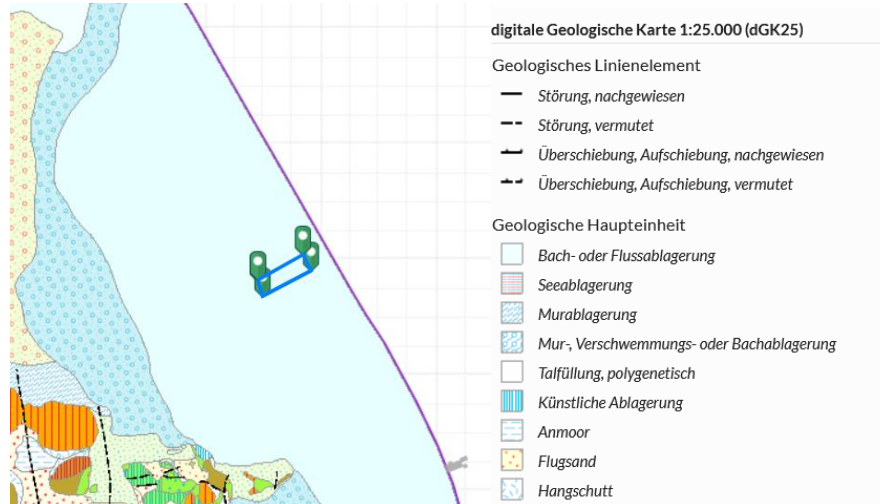 digitale Geologische Karte 1:25.000 (dGK25)
Geologisches Linienelement
Störung, nachgewiesen
Störung, vermutet
Überschiebung, Aufschiebung, nachgewiesen
Überschiebung, Aufschiebung, vermutet
Geologische Haupteinheit
Bach- oder Flussablagerung
Seeablagerung
Murablagerung
Mur-, Verschwemmungs- oder Bachablagerung
Talfüllung, polygenetisch
Künstliche Ablagerung
Anmoor
Flugsand
Hangschutt